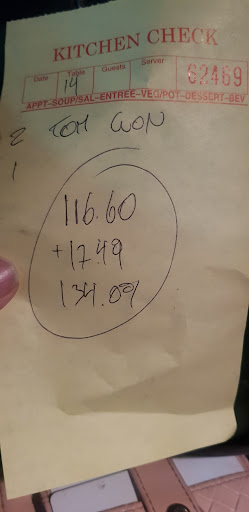 KITCHEN CHECK
Date Table Guests Server
14 62469
APPT-SOUP/SAL-ENTREE-VEG/POT-DESSERT-BEV
2 TOM WON
1
116.60
+17.49
134.09